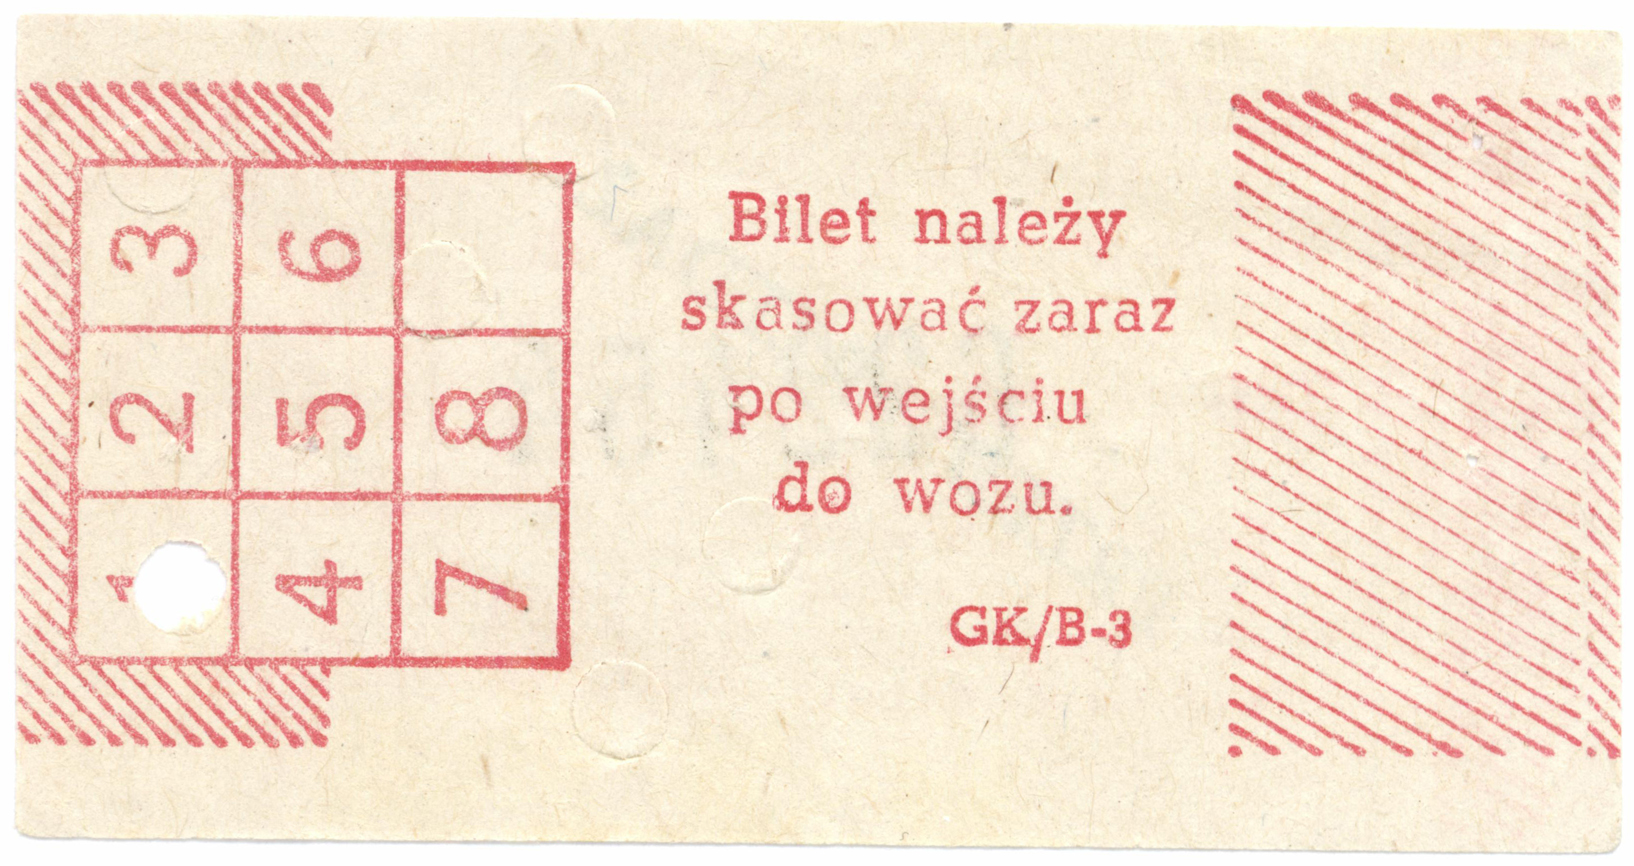 3 6
2 5 8
1 4 7
Bilet należy
skasować zaraz
po wejściu
do wozu.
GK/B-3